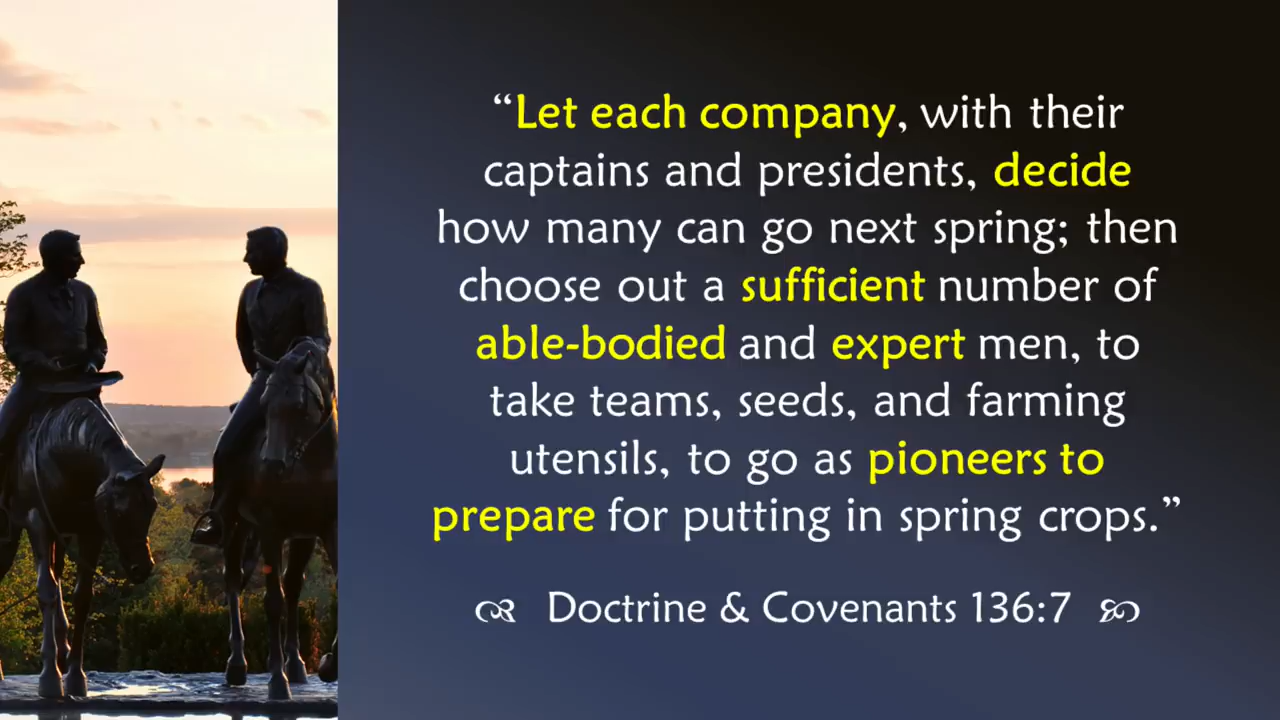 “Let each company, with their
captains and presidents, decide
how many can go next spring; then
choose out a sufficient number of
able-bodied and expert men, to
take teams, seeds, and farming
utensils, to go as pioneers to
prepare for putting in spring crops.”
Doctrine & Covenants 136:7